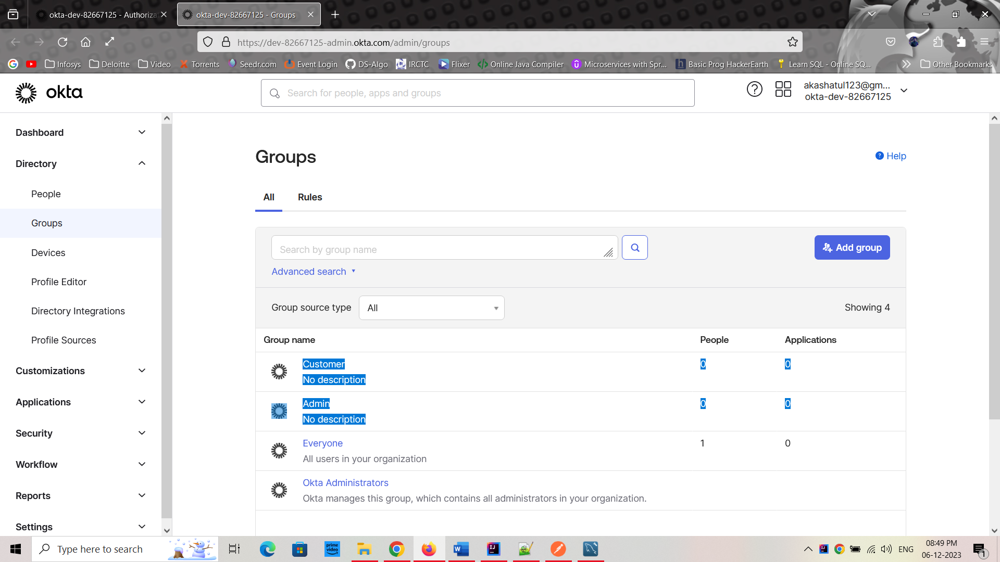 okta-dev-82667125 - Authoriza
okta-dev-82667125 - Groups
https://dev-82667125-admin.okta.com/admin/groups
Infosys
Deloitte
Video
Torrents
Seedr.com
Event Login
DS-Algo
IRCTC
Flixer
Online Java Compiler
Microservices with Spr...
Basic Prog HackerEarth
Learn SQL - Online SQ...
Other Bookmarks
okta
Search for people, apps and groups
akashatul123@gm...
okta-dev-82667125
Dashboard
Directory
People
Groups
Devices
Profile Editor
Directory Integrations
Profile Sources
Customizations
Applications
Security
Workflow
Reports
Settings
Groups
Help
All
Rules
Search by group name
Add group
Advanced search
Group source type
All
Showing 4
Group name People Applications
Customer 0 0
No description
Admin 0 0
No description
Everyone 1 0
All users in your organization
Okta Administrators
Okta manages this group, which contains all administrators in your organization.
Type here to search
prime video
ENG
08:49 PM
06-12-2023
1